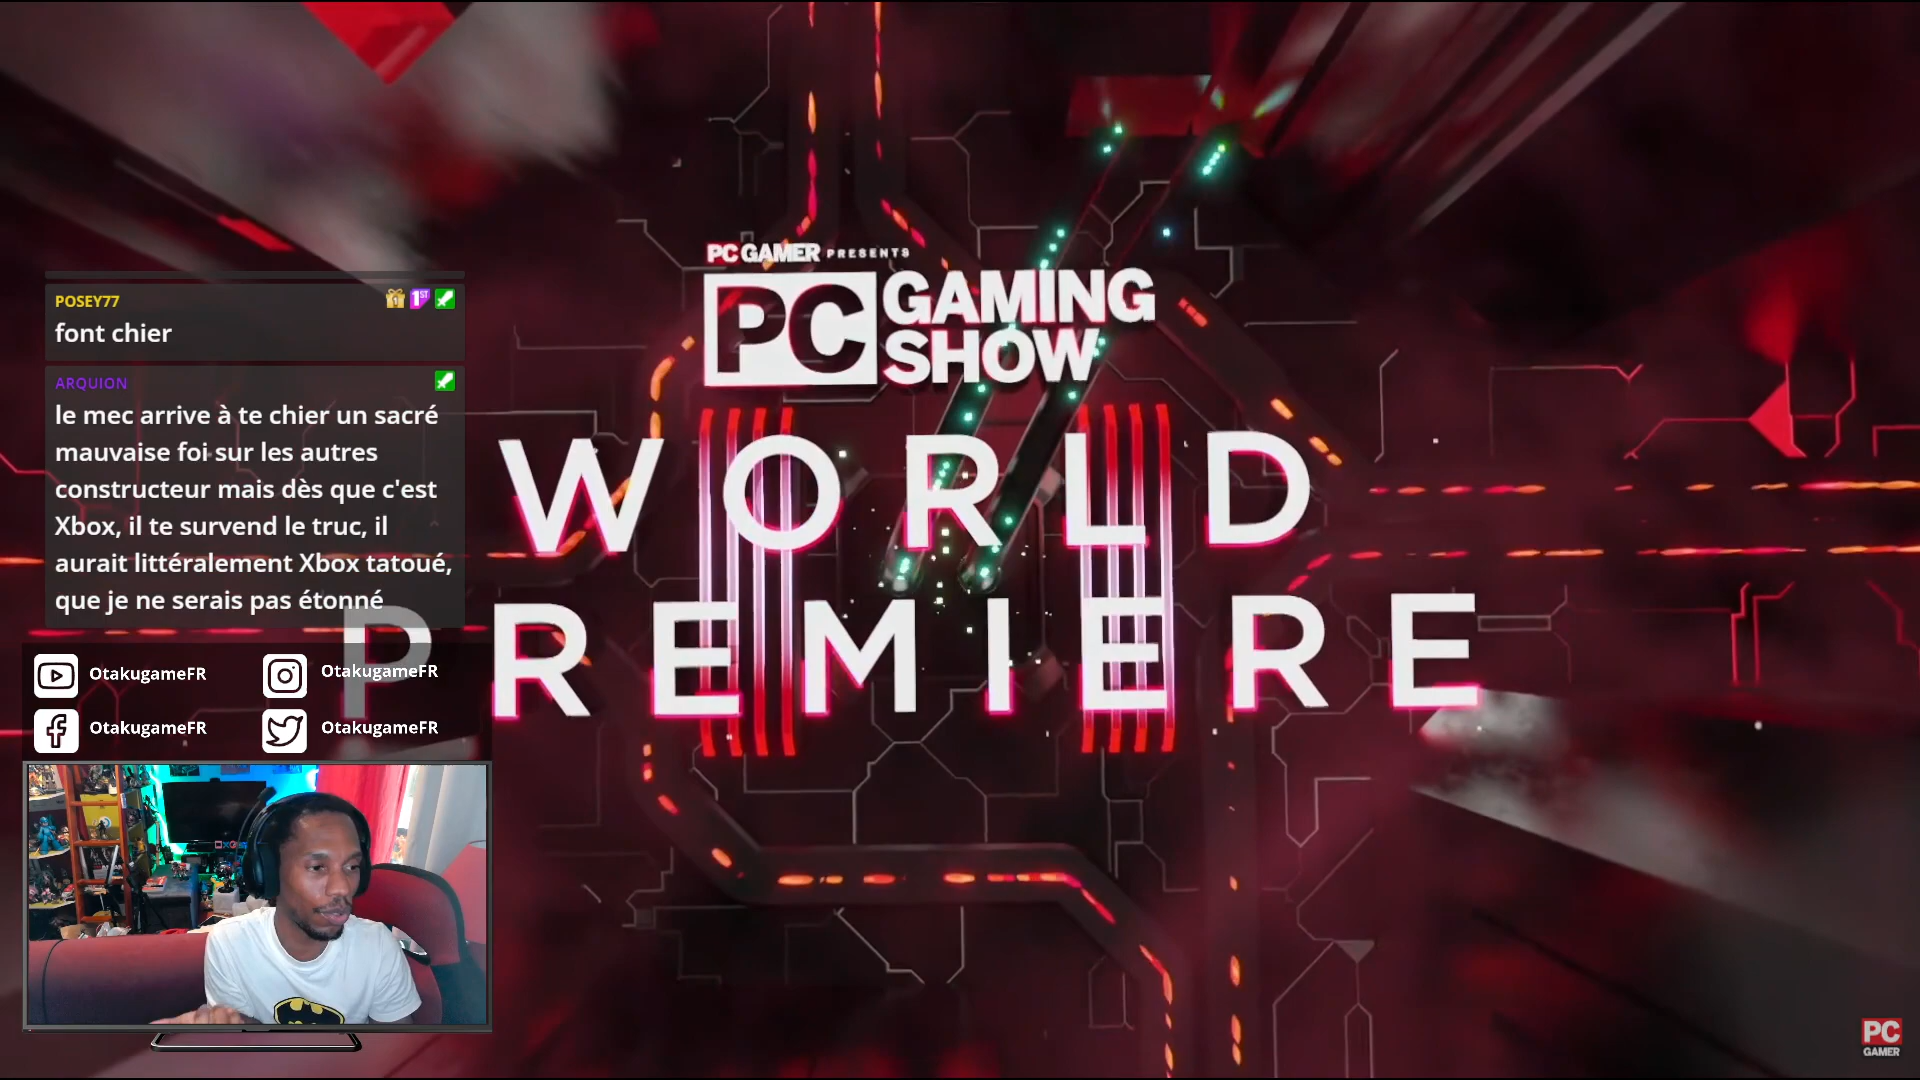 PC GAMER PRESENTS
PC GAMING
SHOW
WORLD
PREMIERE
POSEY77
1ST
font chier
ARQUION
le mec arrive à te chier un sacré
mauvaise foi sur les autres
constructeur mais dès que c'est
Xbox, il te survend le truc, il
aurait littéralement Xbox tatoué,
que je ne serais pas étonné
OtakugameFR
OtakugameFR
OtakugameFR
OtakugameFR
PC
GAMER